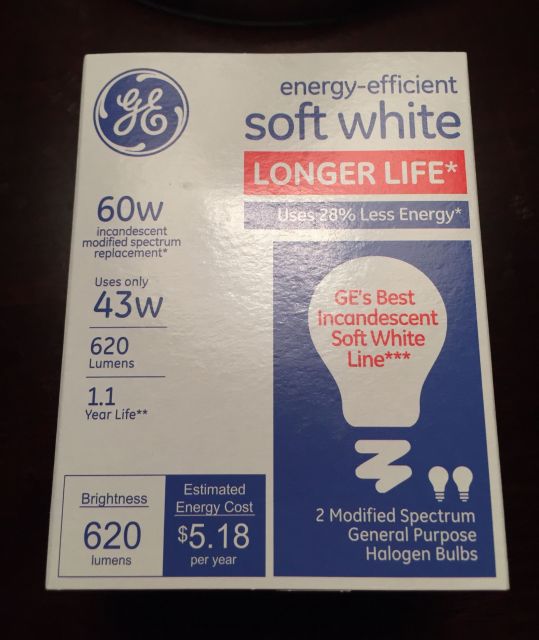 GE
energy-efficient
soft white
LONGER LIFE*
Uses 28% Less Energy*
60w
incandescent
modified spectrum
replacement*
Uses only
43w
620
Lumens
1.1
Year Life**
GE's Best
Incandescent
Soft White
Line***
Brightness
620
lumens
Estimated
Energy Cost
$5.18
per year
2 Modified Spectrum
General Purpose
Halogen Bulbs